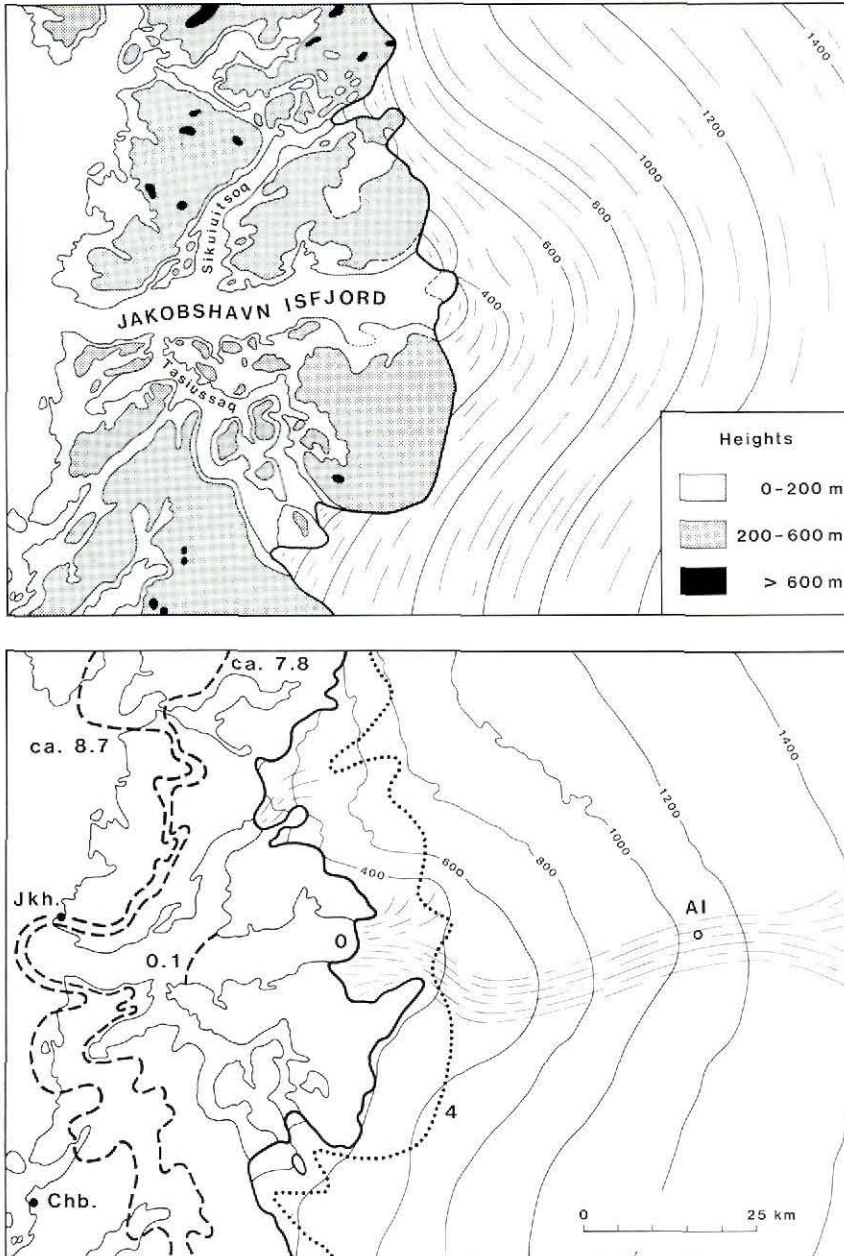 1400
1200
1000
800
600
400
Sikuiuitsoq
JAKOBSHAVN ISFJORD
Tasiussaq
Heights
0-200 m
200-600 m
> 600 m
ca. 7.8
ca. 8.7
1400
1200
1000
800
600
400
Jkh.
AI
0
0.1
4
Chb.
0 25 km